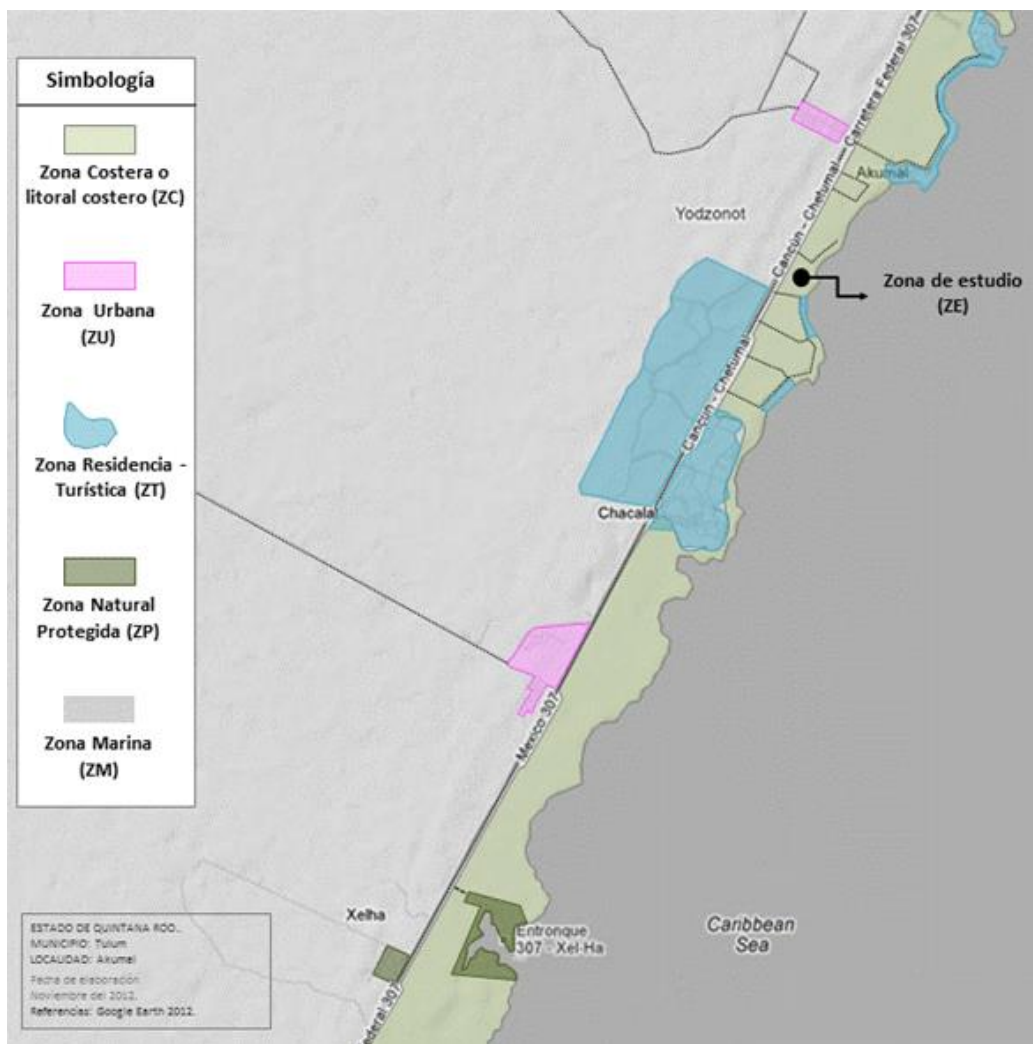 Simbología
Zona Costera o
litoral costero (ZC)
Zona Urbana
(ZU)
Zona Residencia -
Turística (ZT)
Zona Natural
Protegida (ZP)
Zona Marina
(ZM)
Carretera Federal 307
Akumal
Yodzonot
Cancún - Chetumal
Zona de estudio
(ZE)
Cancún - Chetumal
Chacalal
Mexico 307
Xelha
Entronque
307 - Xel-Ha
Caribbean
Sea
Federal 307
ESTADO DE QUINTANA ROO..
MUNICIPIO: Tulum
LOCALIDAD: Akumal
Fecha de elaboración
Noviembre del 2012.
Referencias: Google Earth 2012.